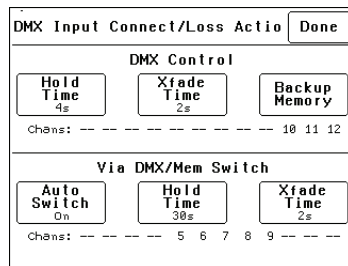 DMX Input Connect/Loss Actio Done
DMX Control
Hold Time 4s
Xfade Time 2s
Backup Memory
Chans: -- -- -- -- -- -- -- -- -- 10 11 12
Via DMX/Mem Switch
Auto Switch On
Hold Time 30s
Xfade Time 2s
Chans: -- -- -- -- 5 6 7 8 9 -- -- --